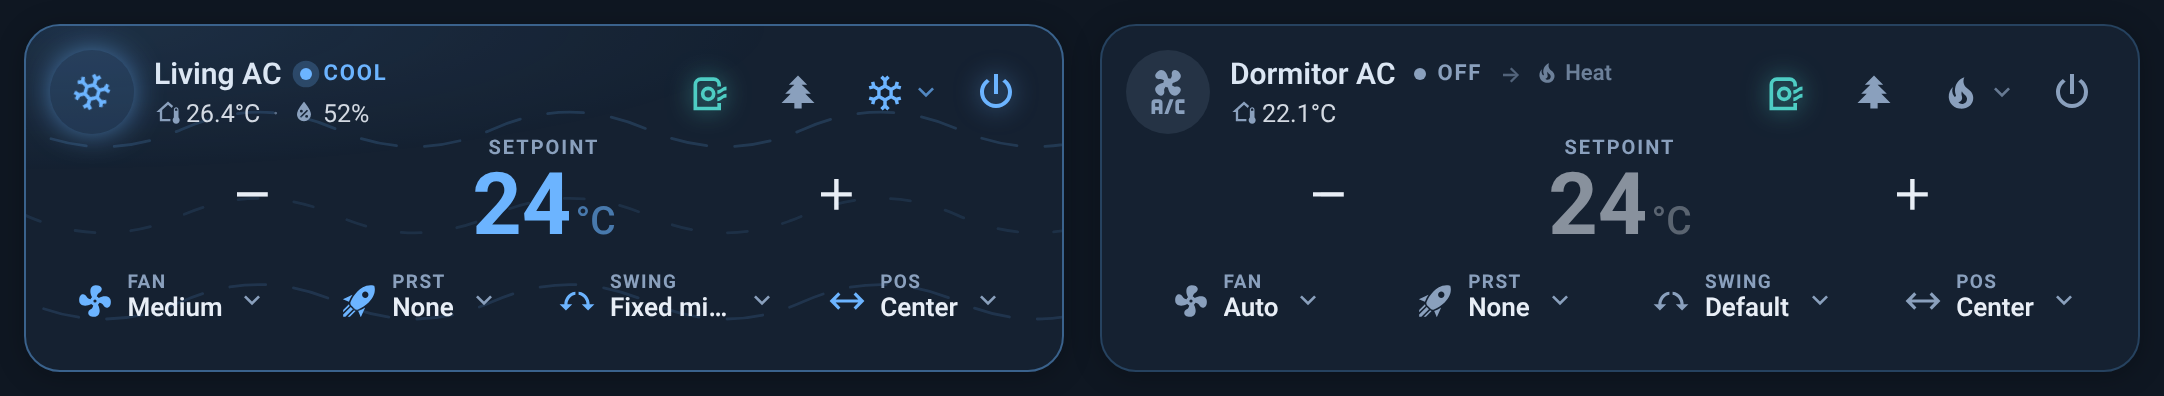 Living AC COOL
26.4°C 52%
SETPOINT
24 °C
FAN PRST SWING POS
Medium None Fixed mi... Center
Dormitor AC OFF → Heat
A/C
22.1°C
SETPOINT
24 °C
FAN PRST SWING POS
Auto None Default Center